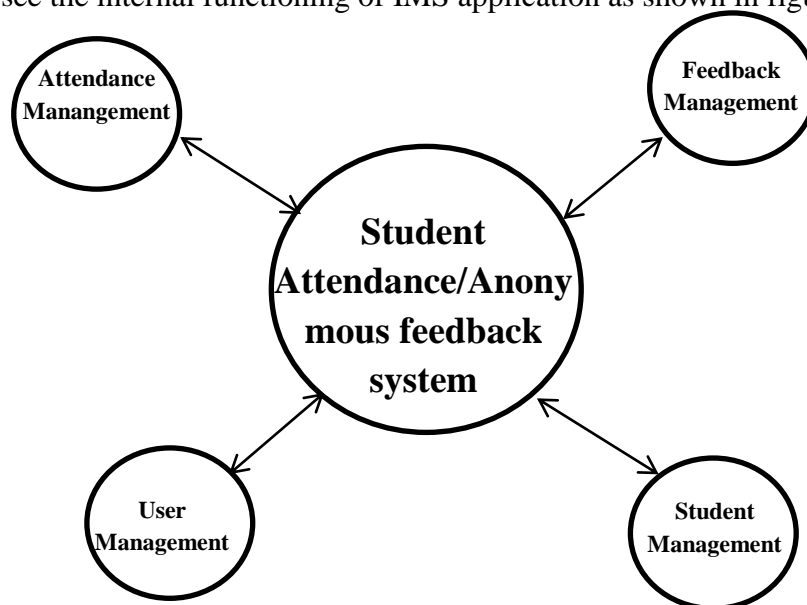 see the internal functioning of IMS application as shown in
Attendance
Manangement
Feedback
Management
Student
Attendance/Anony
mous feedback
system
User
Management
Student
Management